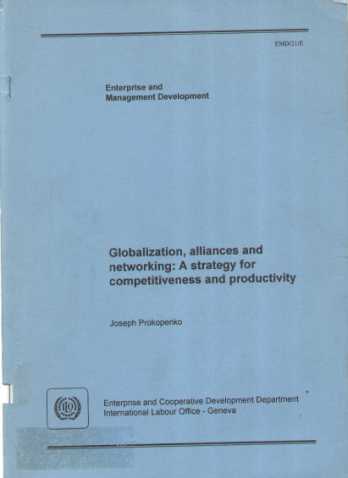 EMD/21/E
Enterprise and
Management Development
Globalization, alliances and
networking: A strategy for
competitiveness and productivity
Joseph Prokopenko
Enterprise and Cooperative Development Department
International Labour Office - Geneva